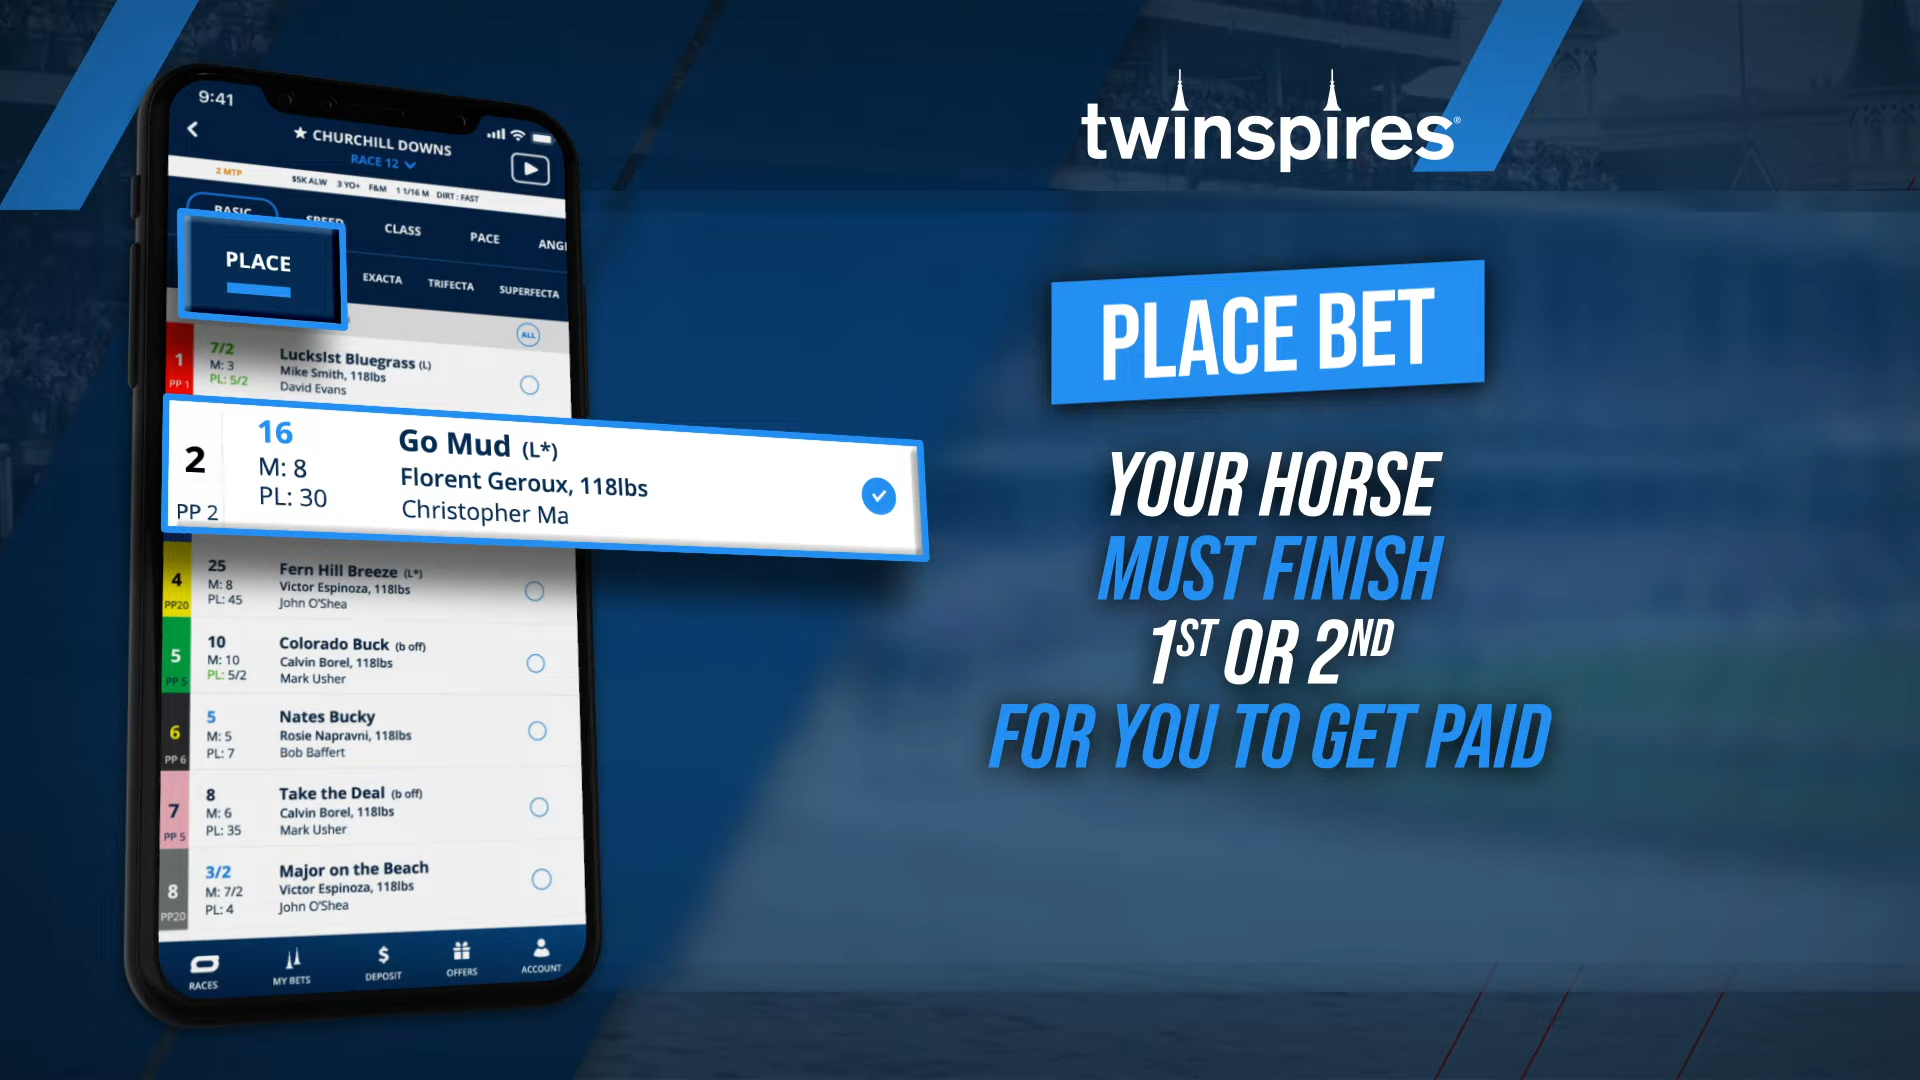 9:41
★ CHURCHILL DOWNS
RACE 12
2 MTP $5K ALW 3 YO+ F&M 1 1/16 M DIRT : FAST
BASIC SPEED CLASS PACE
PLACE EXACTA TRIFECTA SUPERFECTA
ALL
1 7/2 Luckslst Bluegrass (L)
M: 3 Mike Smith, 118lbs
PP 1 PL: 5/2 David Evans
2 16 Go Mud (L*)
M: 8 Florent Geroux, 118lbs
PP 2 PL: 30 Christopher Ma
4 25 Fern Hill Breeze (L*)
M: 8 Victor Espinoza, 118lbs
PP20 PL: 45 John O'Shea
5 10 Colorado Buck (b off)
M: 10 Calvin Borel, 118lbs
PP 5 PL: 5/2 Mark Usher
6 5 Nates Bucky
M: 5 Rosie Napravni, 118lbs
PP 6 PL: 7 Bob Baffert
7 8 Take the Deal (b off)
M: 6 Calvin Borel, 118lbs
PP 5 PL: 35 Mark Usher
8 3/2 Major on the Beach
M: 7/2 Victor Espinoza, 118lbs
PP20 PL: 4 John O'Shea
RACES MY BETS DEPOSIT OFFERS ACCOUNT
twinspires®
PLACE BET
YOUR HORSE
MUST FINISH
1ST OR 2ND
FOR YOU TO GET PAID